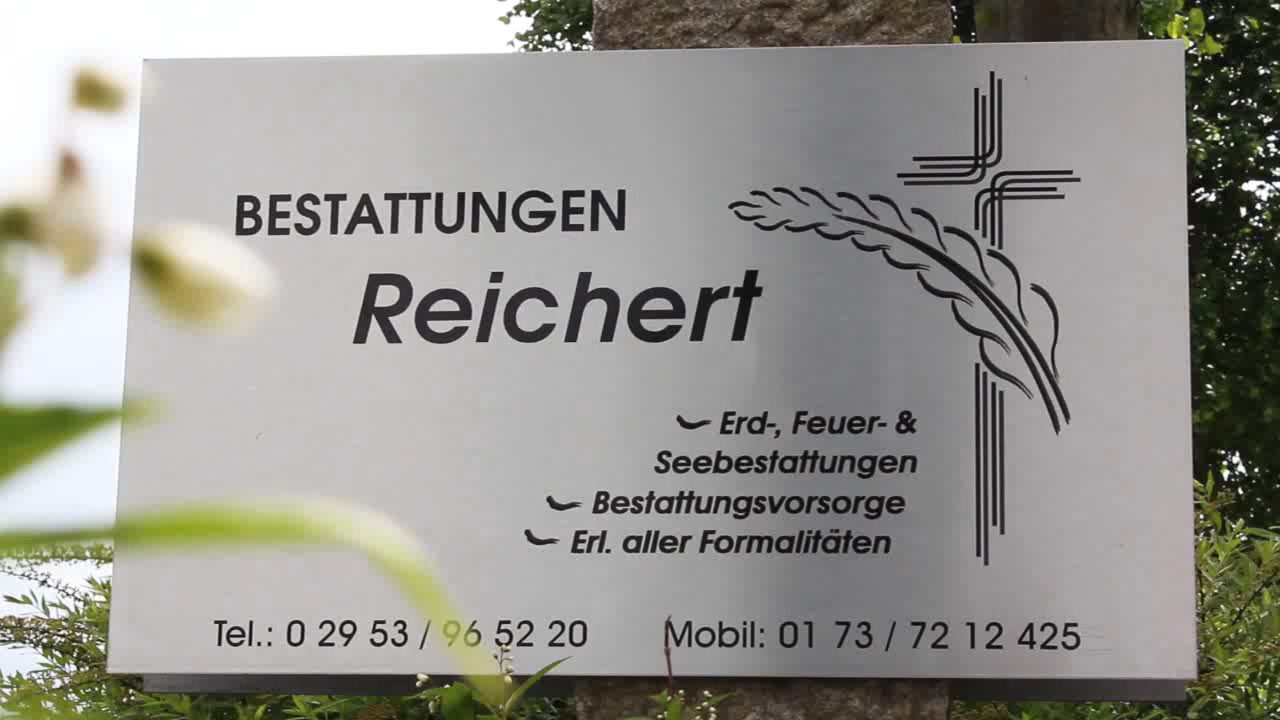 BESTATTUNGEN
Reichert
Erd-, Feuer- &
Seebestattungen
Bestattungsvorsorge
Erl. aller Formalitäten
Tel.: 0 29 53 / 96 52 20 Mobil: 01 73 / 72 12 425